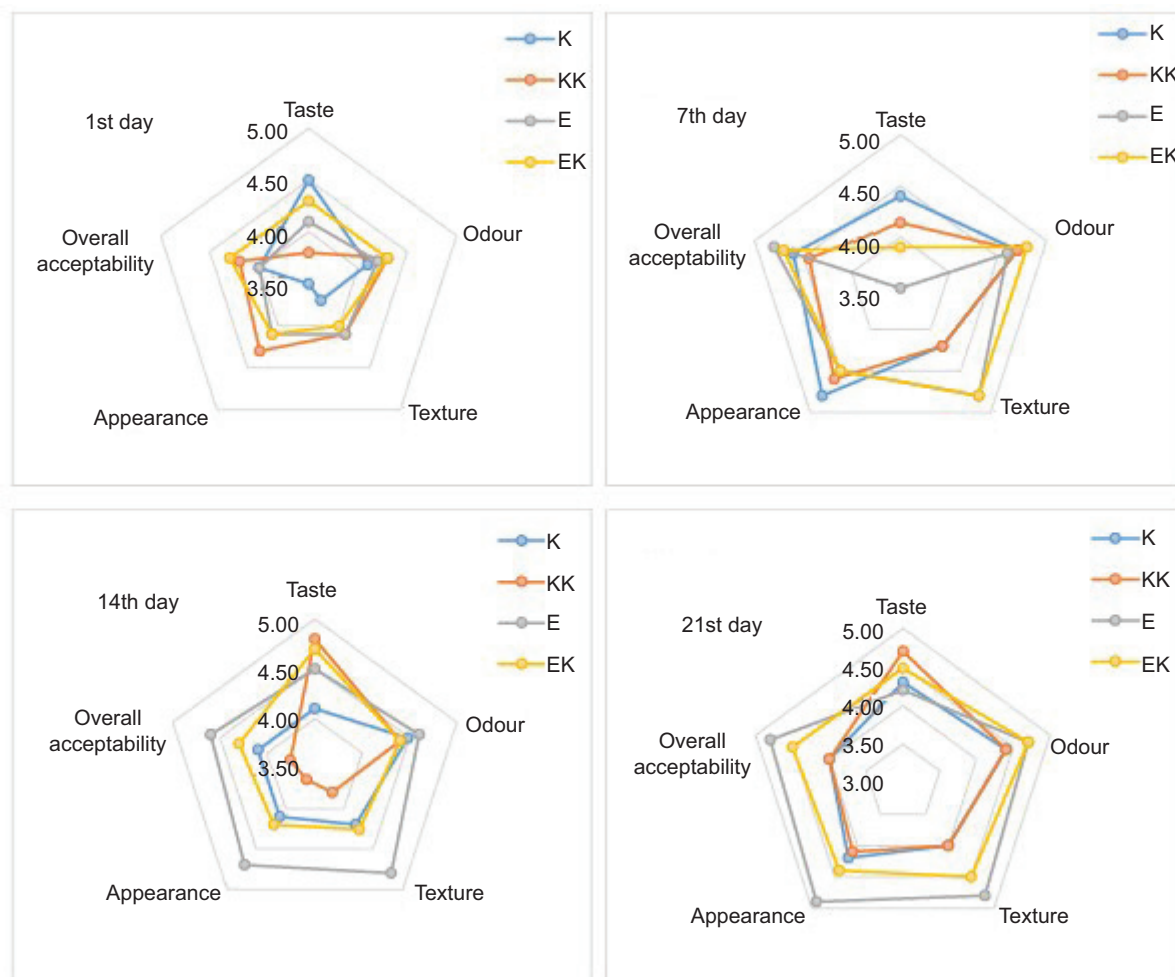 K
KK
E
EK
1st day
Taste
5.00
4.50
4.00
3.50
Odour
Overall
acceptability
Appearance
Texture
K
KK
E
EK
7th day
Taste
5.00
4.50
4.00
3.50
Odour
Overall
acceptability
Appearance
Texture
K
KK
E
EK
14th day
Taste
5.00
4.50
4.00
3.50
Odour
Overall
acceptability
Appearance
Texture
K
KK
E
EK
21st day
Taste
5.00
4.50
4.00
3.50
3.00
Odour
Overall
acceptability
Appearance
Texture